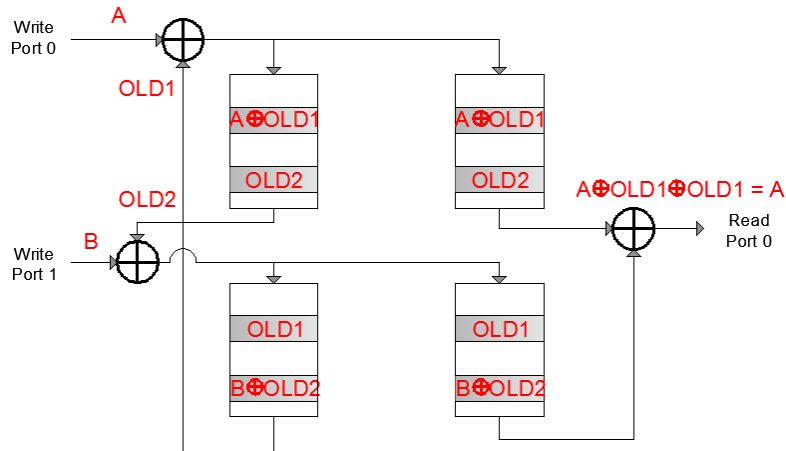 A
Write
Port 0
OLD1
A⊕OLD1
A⊕OLD1
OLD2
OLD2
A⊕OLD1⊕OLD1 = A
OLD2
Read
Port 0
B
Write
Port 1
OLD1
OLD1
B⊕OLD2
B⊕OLD2